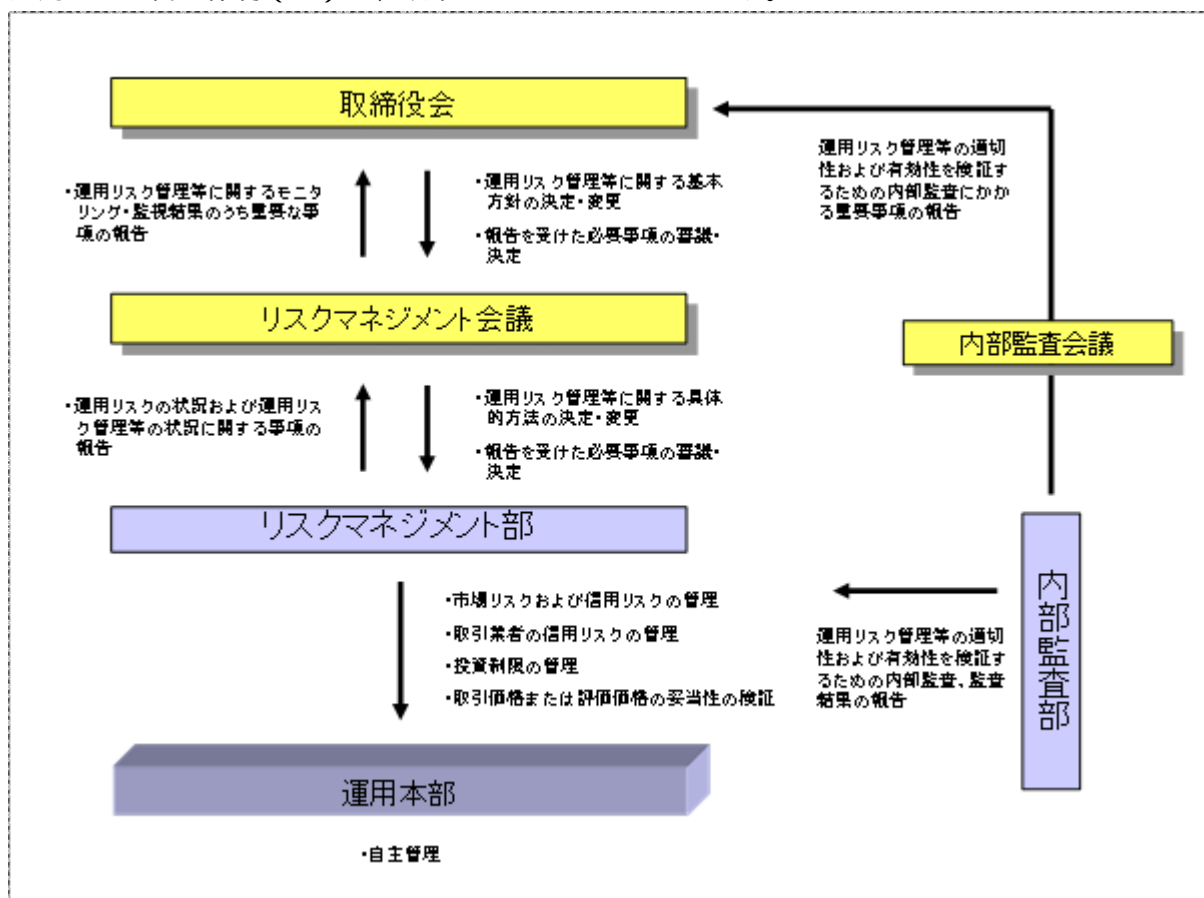 取締役会
・運用リスク管理等に関するモニタ
リング・監視結果のうち重要な事
項の報告
・運用リスク管理等に関する基本
方針の決定・変更
・報告を受けた必要事項の審議・
決定
運用リスク管理等の適切
性および有効性を検証す
るための内部監査にかか
る重要事項の報告
リスクマネジメント会議
内部監査会議
・運用リスクの状況および運用リス
ク管理等の状況に関する事項の
報告
・運用リスク管理等に関する具体
的方法の決定・変更
・報告を受けた必要事項の審議・
決定
リスクマネジメント部
内部監査部
・市場リスクおよび信用リスクの管理
・取引業者の信用リスクの管理
・投資制限の管理
・取引価格または評価価格の妥当性の検証
運用リスク管理等の適切
性および有効性を検証す
るための内部監査、監査
結果の報告
運用本部
・自主管理